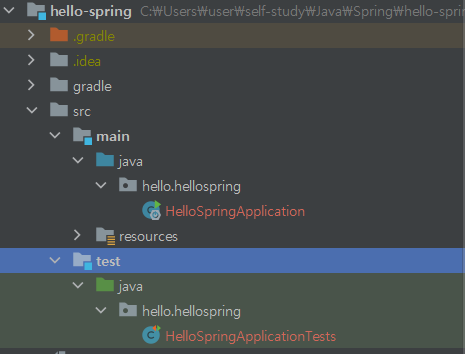 hello-spring C:₩Users₩user₩self-study₩Java₩Spring₩hello-sprin
.gradle
.idea
gradle
src
main
java
hello.hellospring
HelloSpringApplication
resources
test
java
hello.hellospring
HelloSpringApplicationTests